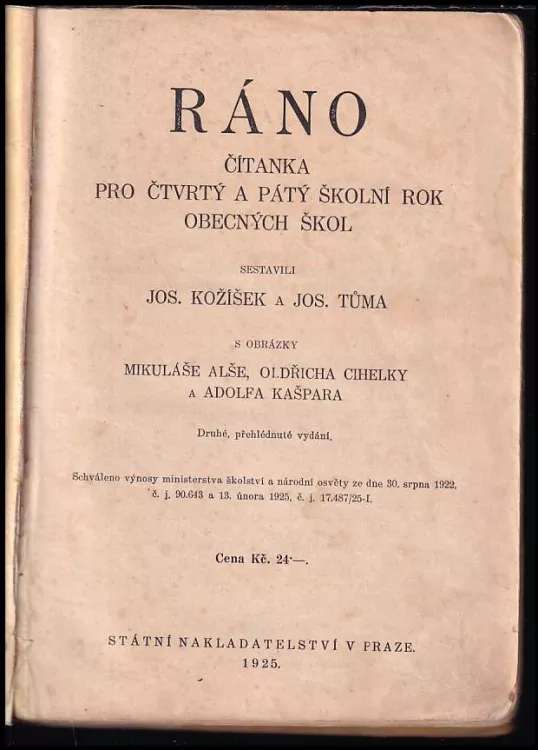 RÁNO
ČÍTANKA
PRO ČTVRTÝ A PÁTÝ ŠKOLNÍ ROK
OBECNÝCH ŠKOL
SESTAVILI
JOS. KOŽÍŠEK A JOS. TŮMA
S OBRÁZKY
MIKULÁŠE ALŠE, OLDŘICHA CIHELKY
A ADOLFA KAŠPARA
Druhé, přehlédnuté vydání.
Schváleno výnosy ministerstva školství a národní osvěty ze dne 30. srpna 1922,
č. j. 90.643 a 13. února 1925, č. j. 17.487/25-I.
Cena Kč. 24·—.
STÁTNÍ NAKLADATELSTVÍ V PRAZE.
1925.